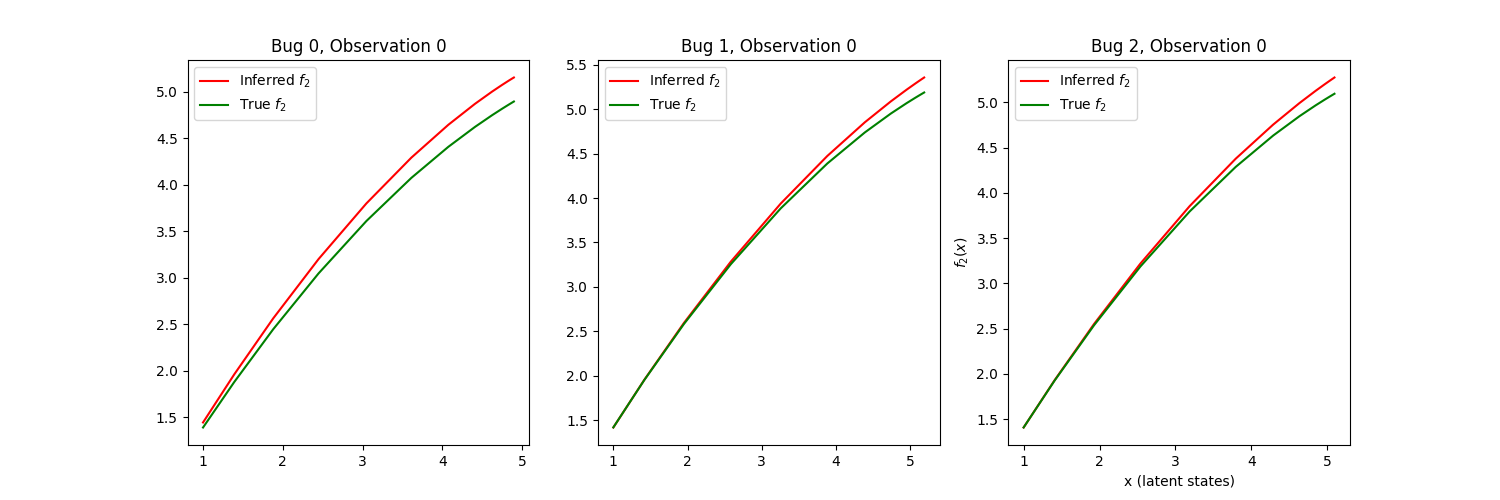 Bug 0, Observation 0
Inferred f₂
True f₂
5.0
4.5
4.0
3.5
3.0
2.5
2.0
1.5
1 2 3 4 5
Bug 1, Observation 0
Inferred f₂
True f₂
5.5
5.0
4.5
4.0
3.5
3.0
2.5
2.0
1.5
1 2 3 4 5
Bug 2, Observation 0
Inferred f₂
True f₂
f₂(x)
5.0
4.5
4.0
3.5
3.0
2.5
2.0
1.5
1 2 3 4 5
x (latent states)